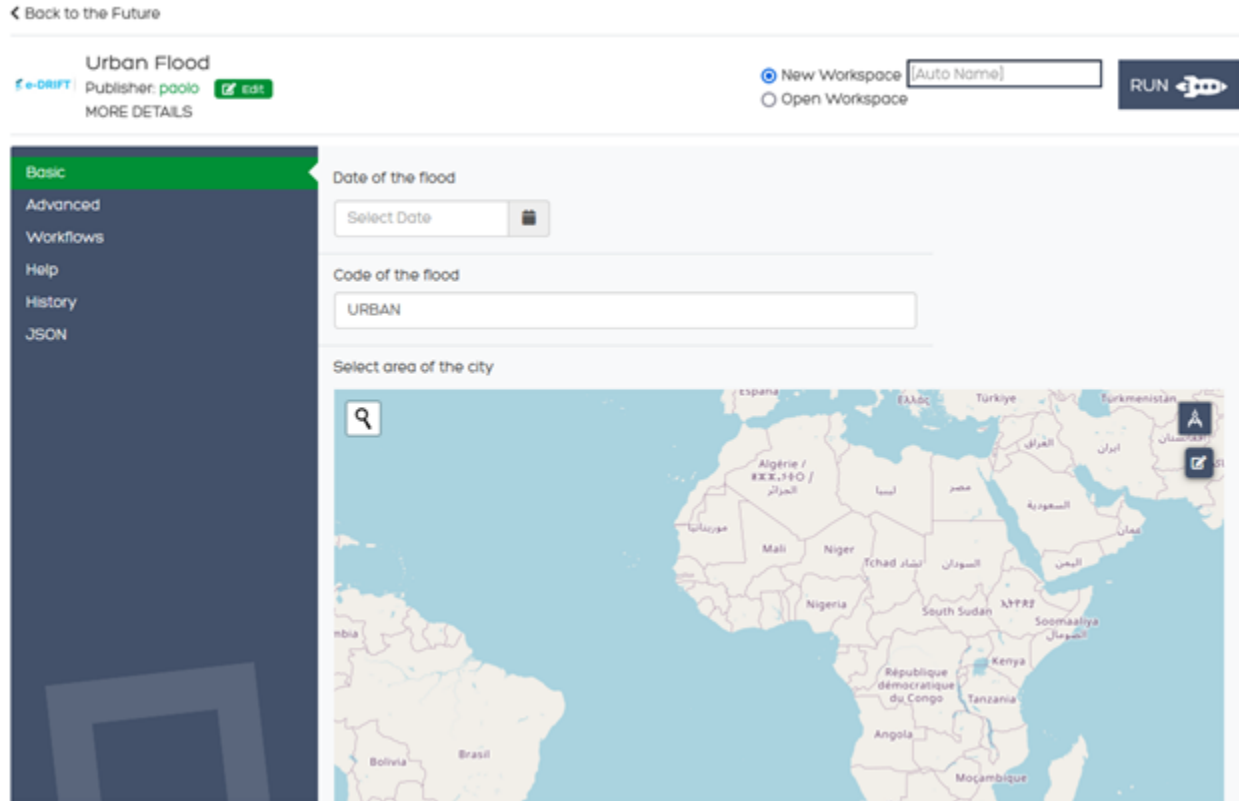 Back to the Future
Urban Flood
e-DRIFT
Publisher: paolo
Edit
MORE DETAILS
New Workspace
[Auto Name]
Open Workspace
RUN
Basic
Advanced
Workflows
Help
History
JSON
Date of the flood
Select Date
Code of the flood
URBAN
Select area of the city
España
Ελλάς
Türkiye
Turkmenistan
العراق
ایران
Algérie /
الجزائر
ليبيا
مصر
السعودية
عمان
موريتانيا
Mali
Niger
Tchad تشاد
السودان
اليمن
Nigeria
South Sudan
Soomaaliya
الصومال
Kenya
République
démocratique
du Congo
Tanzania
Angola
Brasil
Bolivia
Moçambique